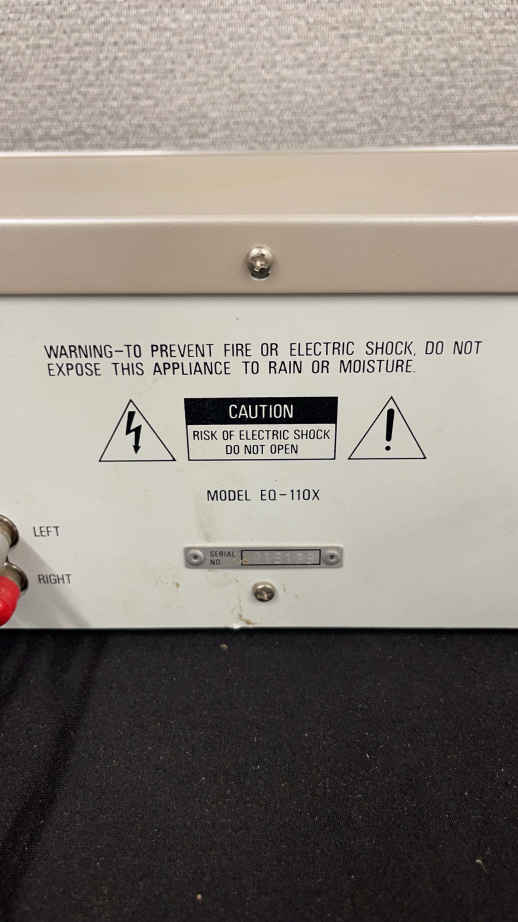 WARNING-TO PREVENT FIRE OR ELECTRIC SHOCK, DO NOT
EXPOSE THIS APPLIANCE TO RAIN OR MOISTURE.
CAUTION
RISK OF ELECTRIC SHOCK
DO NOT OPEN
MODEL EQ-110X
LEFT
SERIAL
NO.
RIGHT